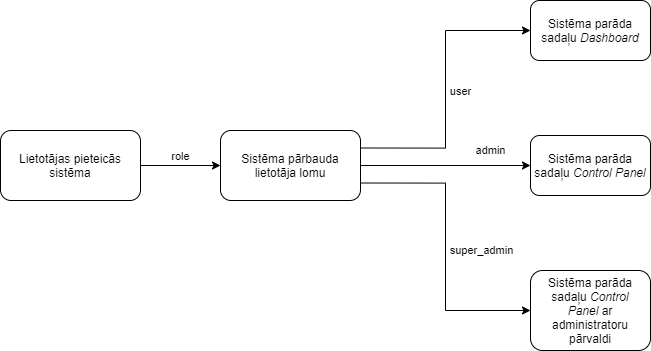 Lietotājas pieteicās
sistēma
role
Sistēma pārbauda
lietotāja lomu
user
Sistēma parāda
sadaļu Dashboard
admin
Sistēma parāda
sadaļu Control Panel
super_admin
Sistēma parāda
sadaļu Control
Panel ar
administratoru
pārvaldi